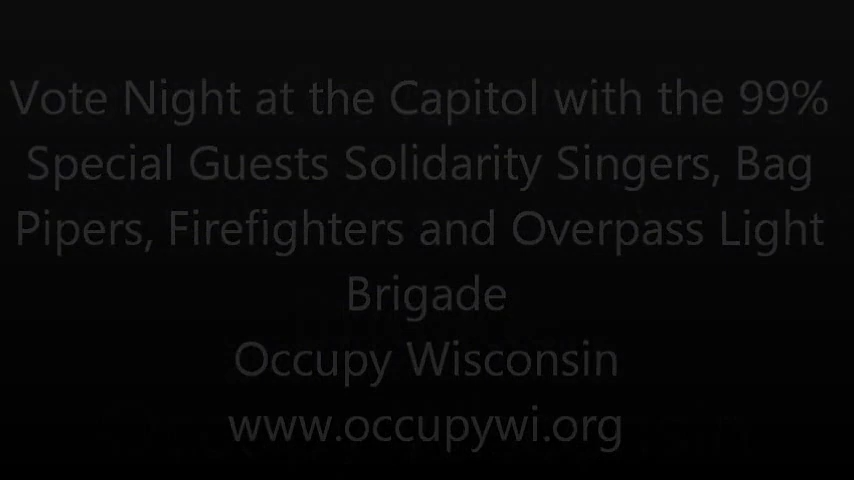 Vote Night at the Capitol with the 99%
Special Guests Solidarity Singers, Bag
Pipers, Firefighters and Overpass Light
Brigade
Occupy Wisconsin
www.occupywi.org